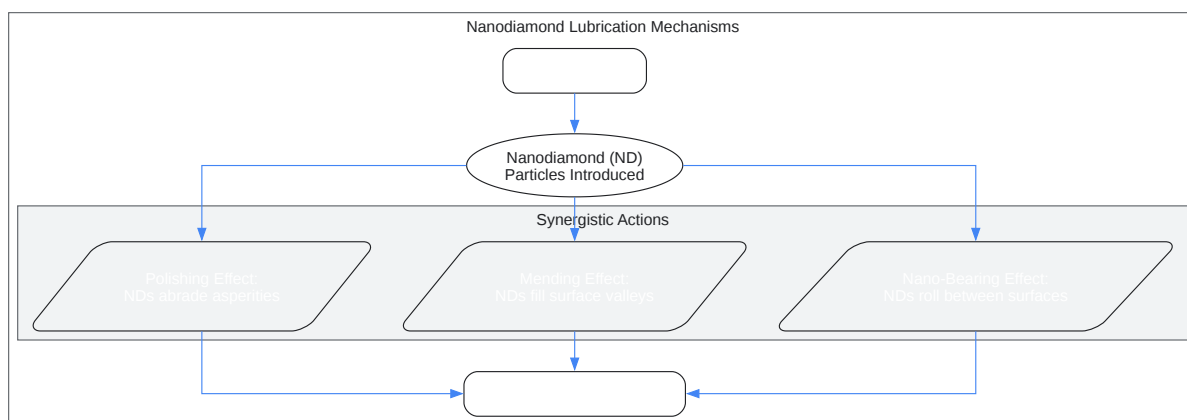 Nanodiamond Lubrication Mechanisms
Nanodiamond (ND)
Particles Introduced
Synergistic Actions
Polishing Effect:
NDs abrade asperities
Mending Effect:
NDs fill surface valleys
Nano-Bearing Effect:
NDs roll between surfaces